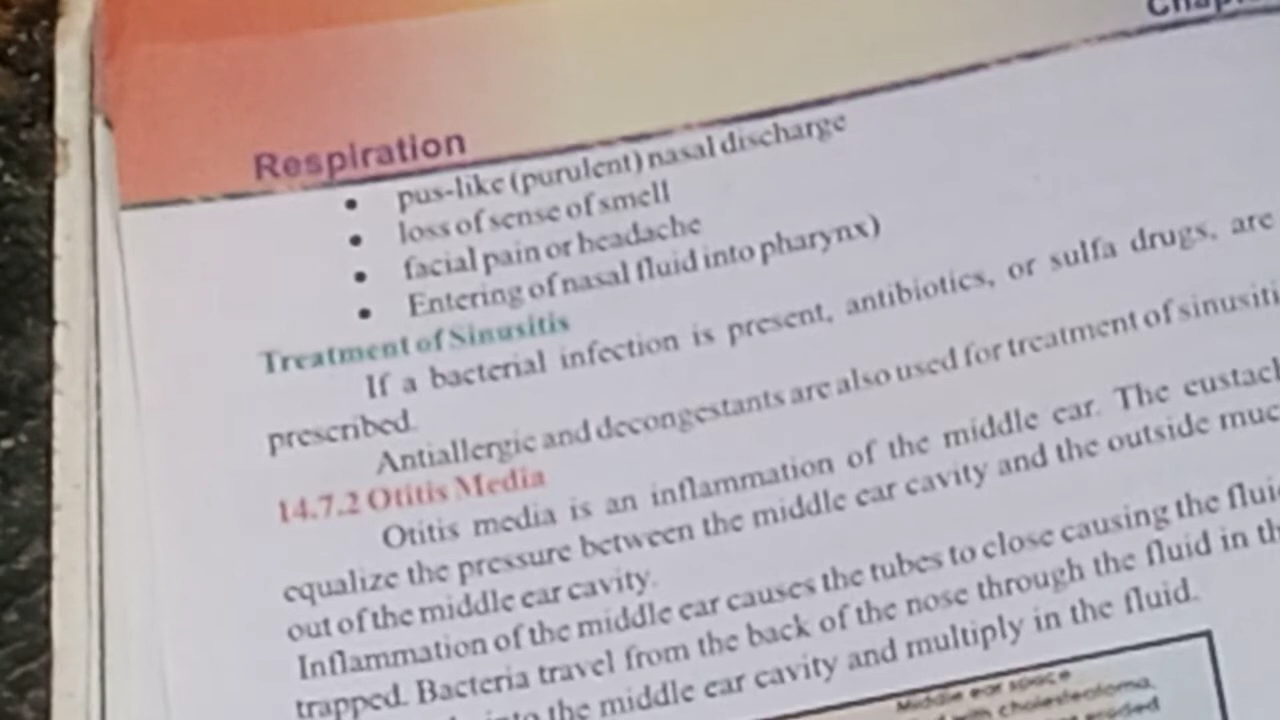 Respiration
• pus-like (purulent) nasal discharge
• loss of sense of smell
• facial pain or headache
• Entering of nasal fluid into pharynx)
Treatment of Sinusitis
If a bacterial infection is present, antibiotics, or sulfa drugs, are
prescribed.
Antiallergic and decongestants are also used for treatment of
14.7.2 Otitis Media
Otitis media is an inflammation of the middle ear. The
equalize the pressure between the middle ear cavity and the outside
out of the middle ear cavity.
Inflammation of the middle ear causes the tubes to close causing the
trapped. Bacteria travel from the back of the nose through the fluid in
the middle ear cavity and multiply in the fluid.
Middle ear space
with cholesteatoma,